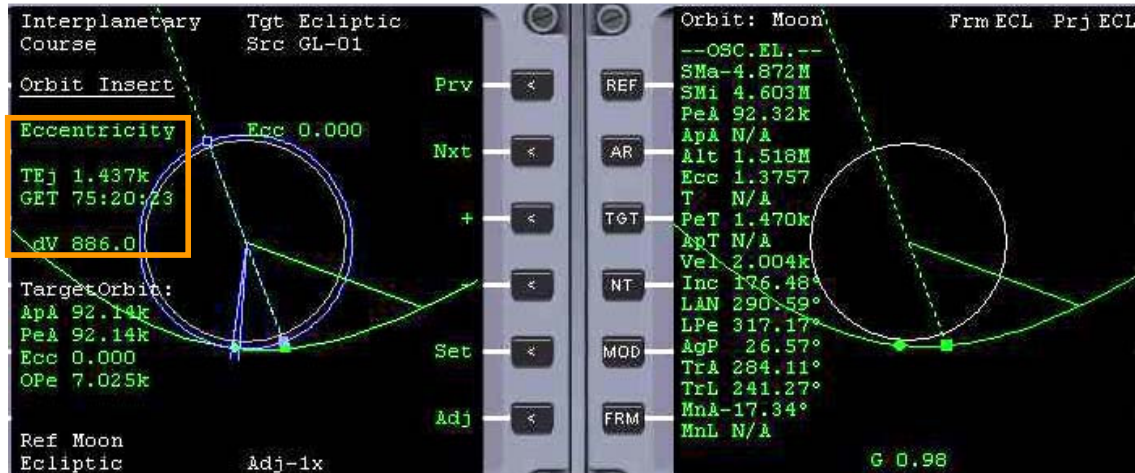 Interplanetary Tgt Ecliptic
Course Src GL-01
Orbit Insert
Eccentricity Ecc 0.000
TEj 1.437k
GET 75:20:23
dV 886.0
TargetOrbit:
ApA 92.14k
PeA 92.14k
Ecc 0.000
OPe 7.025k
Ref Moon
Ecliptic Adj-1x
Prv <
Nxt <
+ <
<
Set <
Adj <
REF
AR
TGT
NT
MOD
FRM
Orbit: Moon Frm ECL Prj ECL
--OSC.EL.--
SMa-4.872M
SMi 4.603M
PeA 92.32k
ApA N/A
Alt 1.518M
Ecc 1.3757
T N/A
PeT 1.470k
ApT N/A
Vel 2.004k
Inc 176.48°
LAN 290.59°
LPe 317.17°
AgP 26.57°
TrA 284.11°
TrL 241.27°
MnA-17.34°
MnL N/A
G 0.98